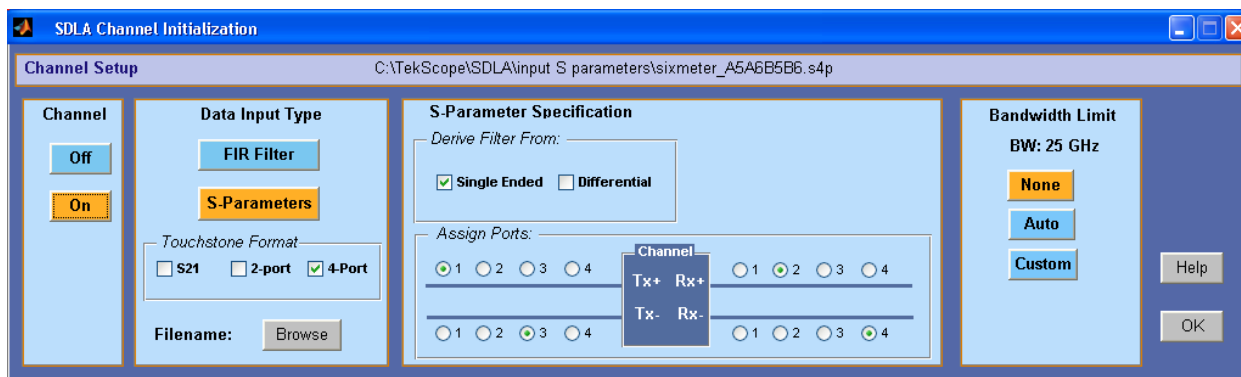 SDLA Channel Initialization
Channel Setup C:\TekScope\SDLA\input S parameters\sixmeter_A5A6B5B6.s4p
Channel
Off
On
Data Input Type
FIR Filter
S-Parameters
Touchstone Format
S21 2-port 4-Port
Filename: Browse
S-Parameter Specification
Derive Filter From:
Single Ended Differential
Assign Ports:
1 2 3 4
1 2 3 4
Channel
Tx+ Rx+
Tx- Rx-
1 2 3 4
1 2 3 4
Bandwidth Limit
BW: 25 GHz
None
Auto
Custom
Help
OK